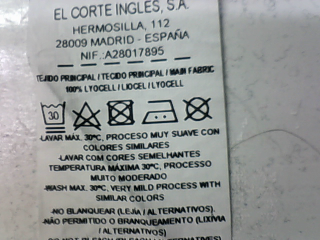 EL CORTE INGLES, S.A.
HERMOSILLA, 112
28009 MADRID - ESPAÑA
NIF.:A28017895
TEJIDO PRINCIPAL / TECIDO PRINCIPAL / MAIN FABRIC
100% LYOCELL / LIOCEL / LYOCELL
30
-LAVAR MAX. 30ºC, PROCESO MUY SUAVE CON
COLORES SIMILARES
-LAVAR COM CORES SEMELHANTES
TEMPERATURA MÁXIMA 30ºC, PROCESSO
MUITO MODERADO
-WASH MAX. 30ºC, VERY MILD PROCESS WITH
SIMILAR COLORS
-NO BLANQUEAR (LEJIA / ALTERNATIVOS).
-NÃO PERMITIDO O BRANQUEAMENTO (LIXIVIA
/ ALTERNATIVOS)